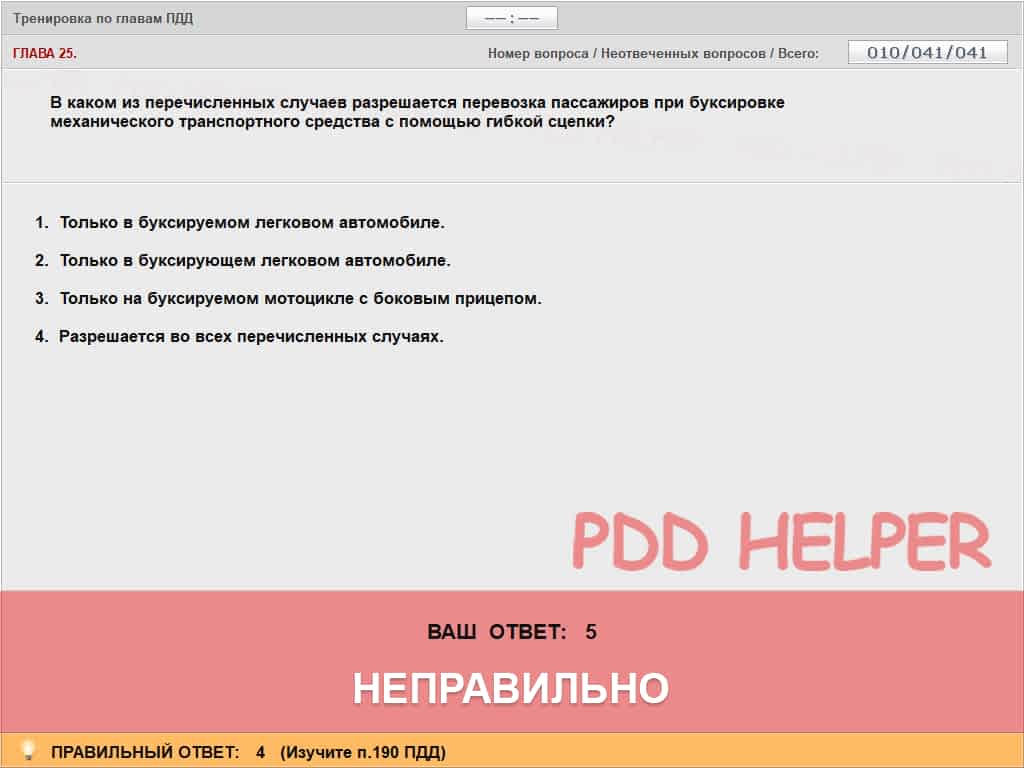 Тренировка по главам ПДД
–– : ––
ГЛАВА 25.
Номер вопроса / Неотвеченных вопросов / Всего:
010/041/041
В каком из перечисленных случаев разрешается перевозка пассажиров при буксировке
механического транспортного средства с помощью гибкой сцепки?
1. Только в буксируемом легковом автомобиле.
2. Только в буксирующем легковом автомобиле.
3. Только на буксируемом мотоцикле с боковым прицепом.
4. Разрешается во всех перечисленных случаях.
PDD HELPER
ВАШ ОТВЕТ: 5
НЕПРАВИЛЬНО
ПРАВИЛЬНЫЙ ОТВЕТ: 4 (Изучите п.190 ПДД)